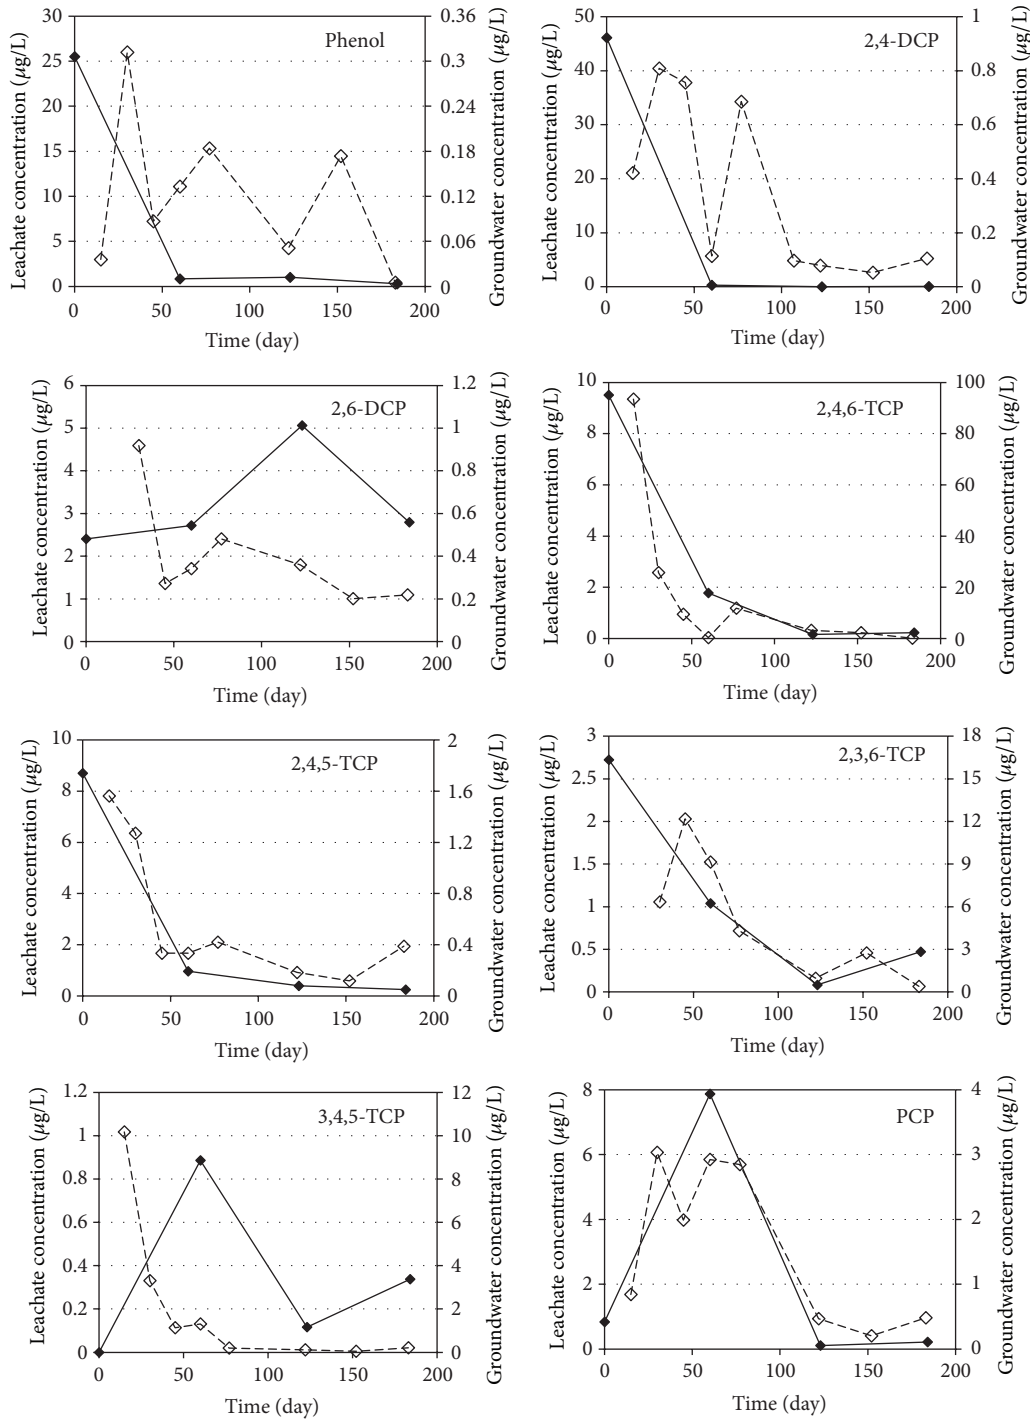 Phenol
Leachate concentration (μg/L)
30
25
20
15
10
5
0
Groundwater concentration (μg/L)
0.36
0.3
0.24
0.18
0.12
0.06
0
0 50 100 150 200
Time (day)
2,4-DCP
Leachate concentration (μg/L)
50
40
30
20
10
0
Groundwater concentration (μg/L)
1
0.8
0.6
0.4
0.2
0
0 50 100 150 200
Time (day)
2,6-DCP
Leachate concentration (μg/L)
6
5
4
3
2
1
0
Groundwater concentration (μg/L)
1.2
1
0.8
0.6
0.4
0.2
0
0 50 100 150 200
Time (day)
2,4,6-TCP
Leachate concentration (μg/L)
10
8
6
4
2
0
Groundwater concentration (μg/L)
100
80
60
40
20
0
0 50 100 150 200
Time (day)
2,4,5-TCP
Leachate concentration (μg/L)
10
8
6
4
2
0
Groundwater concentration (μg/L)
2
1.6
1.2
0.8
0.4
0
0 50 100 150 200
Time (day)
2,3,6-TCP
Leachate concentration (μg/L)
3
2.5
2
1.5
1
0.5
0
Groundwater concentration (μg/L)
18
15
12
9
6
3
0
0 50 100 150 200
Time (day)
3,4,5-TCP
Leachate concentration (μg/L)
1.2
1
0.8
0.6
0.4
0.2
0
Groundwater concentration (μg/L)
12
10
8
6
4
2
0
0 50 100 150 200
Time (day)
PCP
Leachate concentration (μg/L)
8
6
4
2
0
Groundwater concentration (μg/L)
4
3
2
1
0
0 50 100 150 200
Time (day)